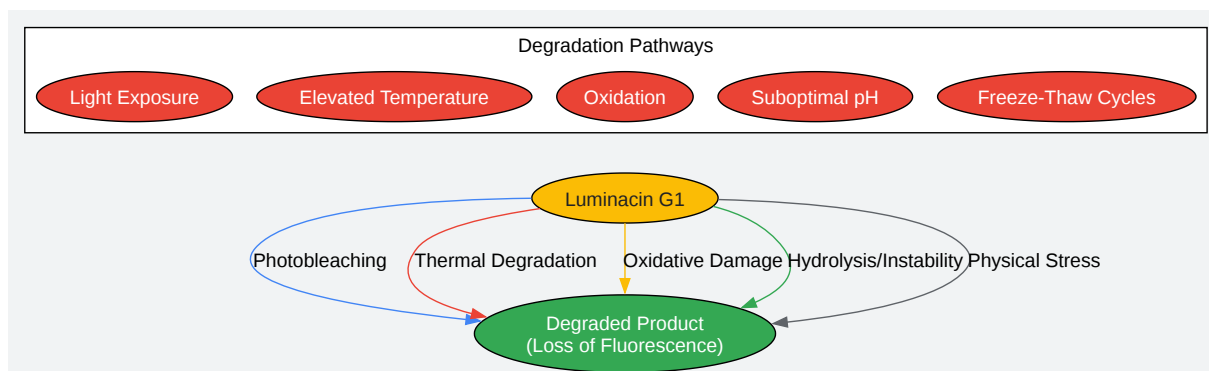 Degradation Pathways
Light Exposure
Elevated Temperature
Oxidation
Suboptimal pH
Freeze-Thaw Cycles
Luminacin G1
Photobleaching
Thermal Degradation
Oxidative Damage
Hydrolysis/Instability
Physical Stress
Degraded Product
(Loss of Fluorescence)